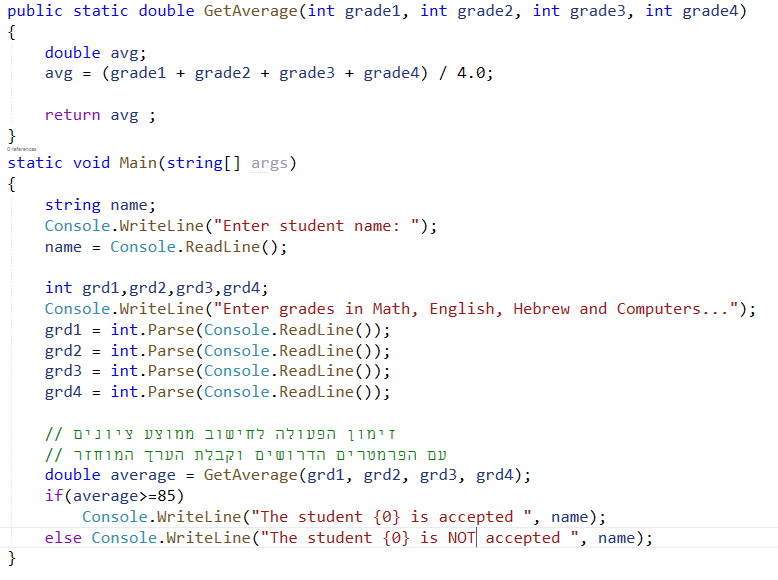 public static double GetAverage(int grade1, int grade2, int grade3, int grade4)
{
double avg;
avg = (grade1 + grade2 + grade3 + grade4) / 4.0;
return avg ;
}
0 references
static void Main(string[] args)
{
string name;
Console.WriteLine("Enter student name: ");
name = Console.ReadLine();
int grd1,grd2,grd3,grd4;
Console.WriteLine("Enter grades in Math, English, Hebrew and Computers...");
grd1 = int.Parse(Console.ReadLine());
grd2 = int.Parse(Console.ReadLine());
grd3 = int.Parse(Console.ReadLine());
grd4 = int.Parse(Console.ReadLine());
// זימון הפעולה לחישוב ממוצע ציונים
// עם הפרמטרים הדרושים וקבלת הערך המוחזר
double average = GetAverage(grd1, grd2, grd3, grd4);
if(average>=85)
Console.WriteLine("The student {0} is accepted ", name);
else Console.WriteLine("The student {0} is NOT accepted ", name);
}